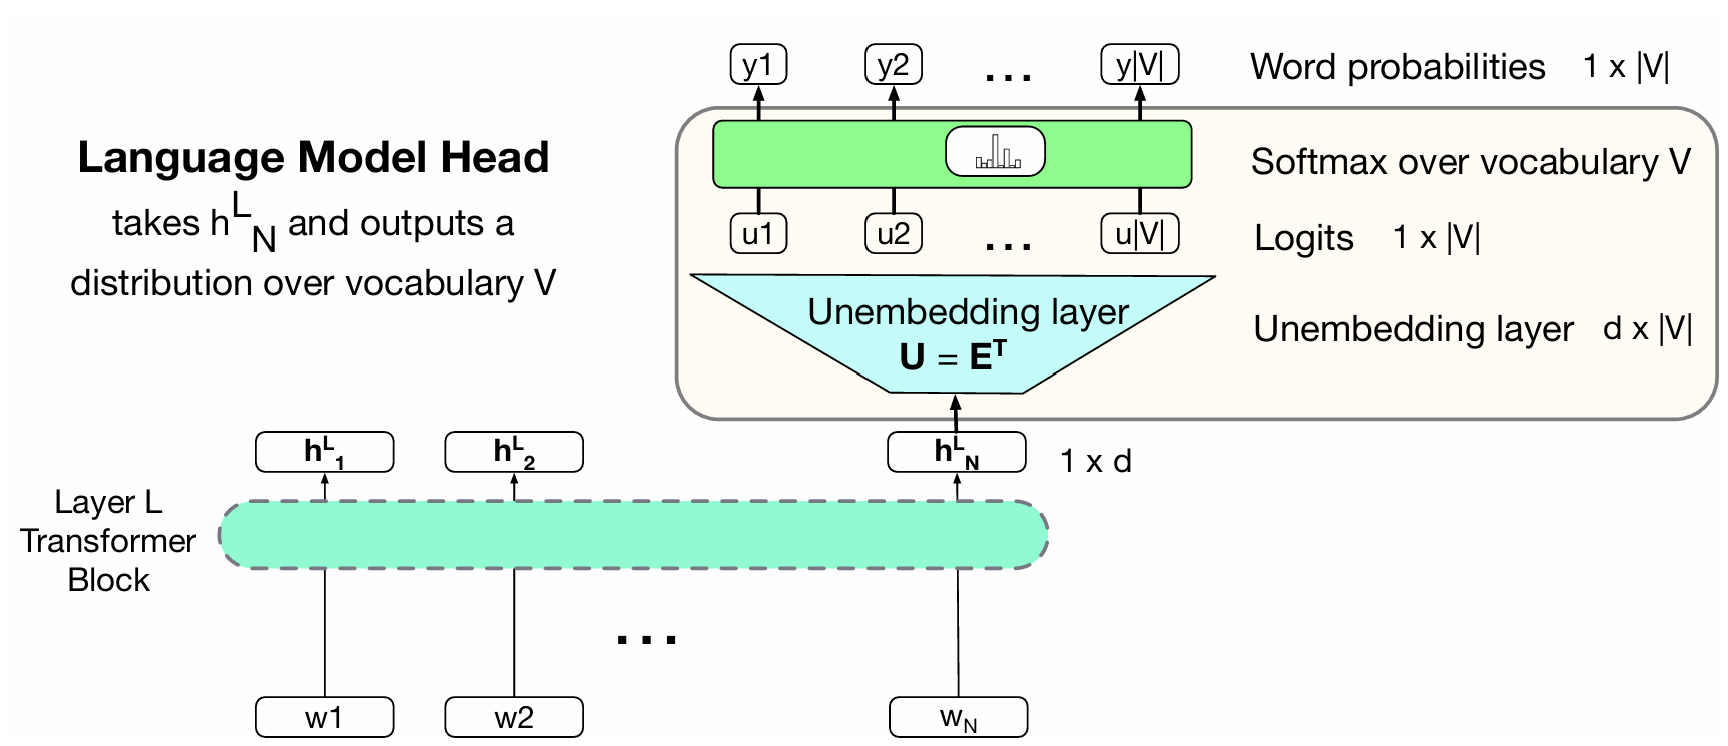 y1 y2 ... y|V| Word probabilities 1 x |V|
Language Model Head
takes h^L_N and outputs a
distribution over vocabulary V
Softmax over vocabulary V
u1 u2 ... u|V| Logits 1 x |V|
Unembedding layer
U = E^T
Unembedding layer d x |V|
h^L_1 h^L_2 h^L_N 1 x d
Layer L
Transformer
Block
...
w1 w2 w_N